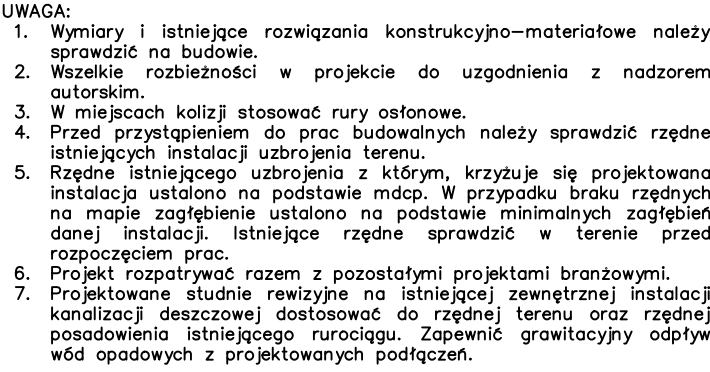 UWAGA:
1. Wymiary i istniejące rozwiązania konstrukcyjno-materiałowe należy
sprawdzić na budowie.
2. Wszelkie rozbieżności w projekcie do uzgodnienia z nadzorem
autorskim.
3. W miejscach kolizji stosować rury osłonowe.
4. Przed przystąpieniem do prac budowalnych należy sprawdzić rzędne
istniejących instalacji uzbrojenia terenu.
5. Rzędne istniejącego uzbrojenia z którym, krzyżuje się projektowana
instalacja ustalono na podstawie mdcp. W przypadku braku rzędnych
na mapie zagłębienie ustalono na podstawie minimalnych zagłębień
danej instalacji. Istniejące rzędne sprawdzić w terenie przed
rozpoczęciem prac.
6. Projekt rozpatrywać razem z pozostałymi projektami branżowymi.
7. Projektowane studnie rewizyjne na istniejącej zewnętrznej instalacji
kanalizacji deszczowej dostosować do rzędnej terenu oraz rzędnej
posadowienia istniejącego rurociągu. Zapewnić grawitacyjny odpływ
wód opadowych z projektowanych podłączeń.